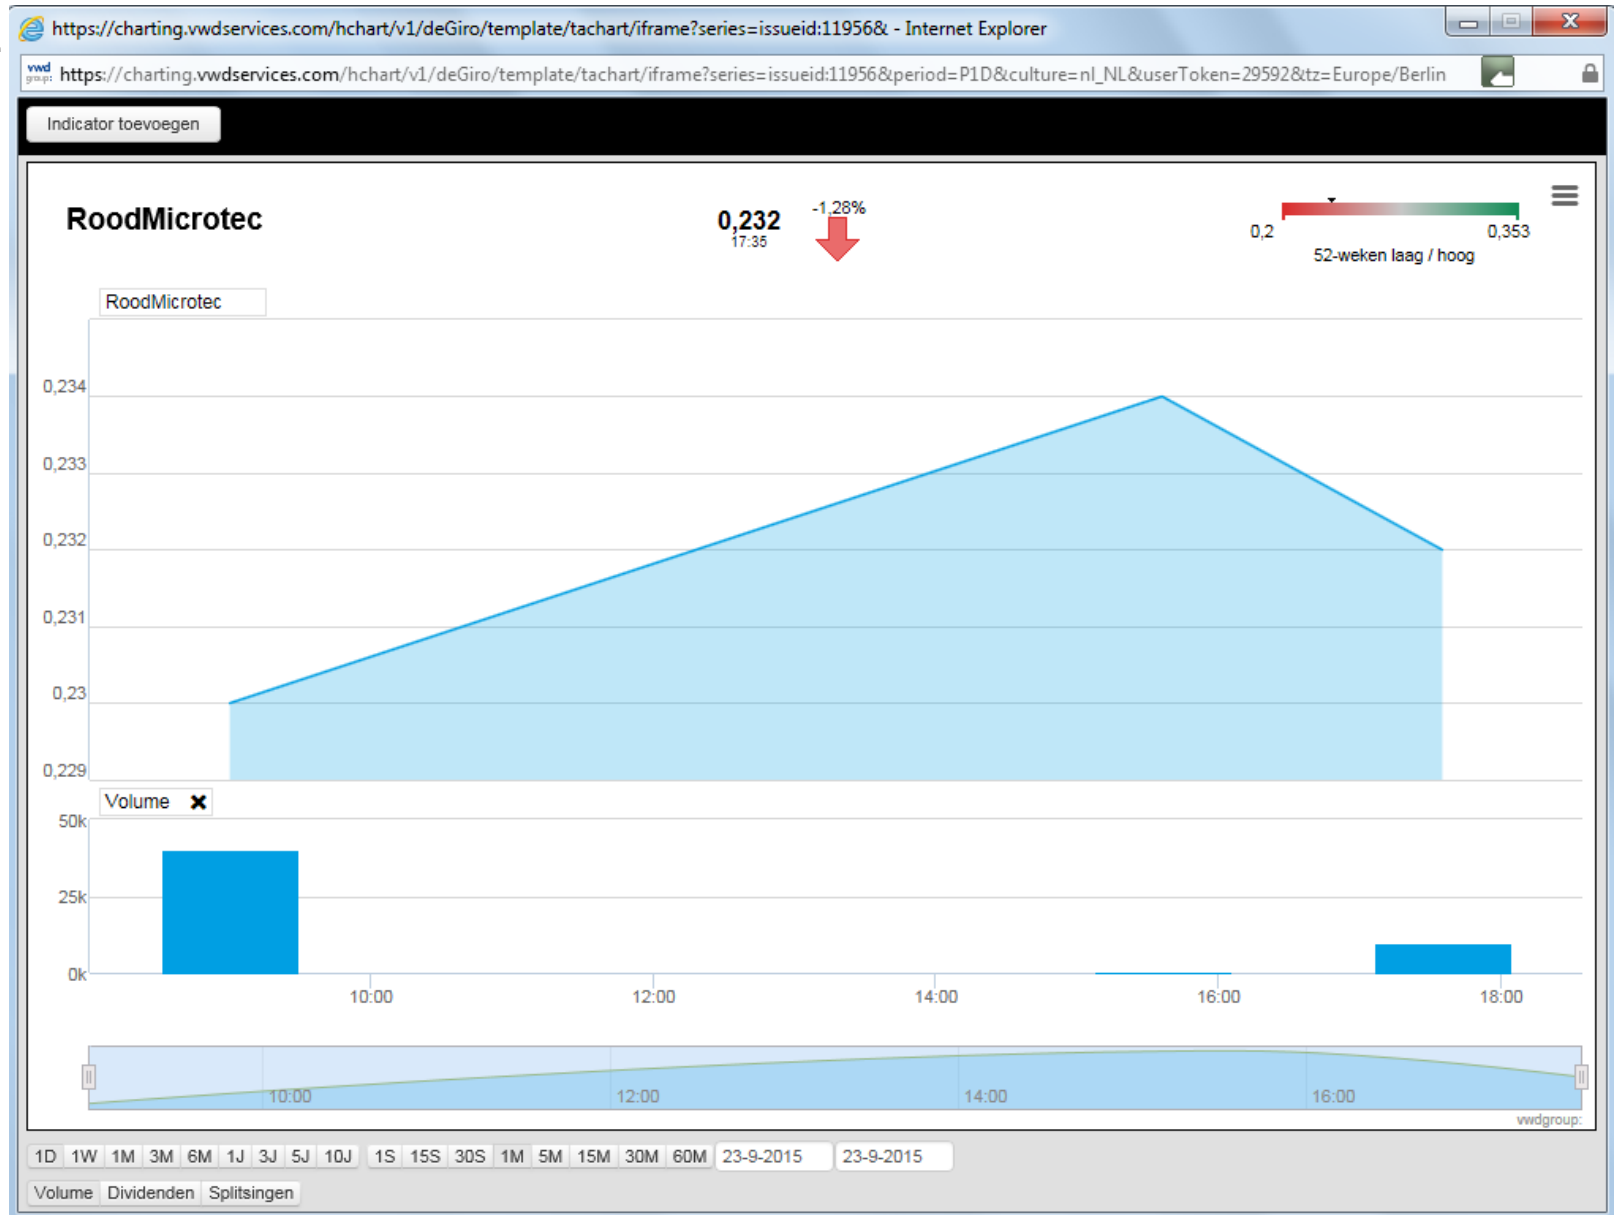 https://charting.vwdservices.com/hchart/v1/deGiro/template/tachart/iframe?series=issueid:11956& - Internet Explorer
vwd group: https://charting.vwdservices.com/hchart/v1/deGiro/template/tachart/iframe?series=issueid:11956&period=P1D&culture=nl_NL&userToken=29592&tz=Europe/Berlin
Indicator toevoegen
RoodMicrotec
0,232
17:35
-1,28%
0,2 0,353
52-weken laag / hoog
RoodMicrotec
0,234
0,233
0,232
0,231
0,23
0,229
Volume
50k
25k
0k
10:00 12:00 14:00 16:00 18:00
10:00 12:00 14:00 16:00
vwdgroup:
1D 1W 1M 3M 6M 1J 3J 5J 10J 1S 15S 30S 1M 5M 15M 30M 60M 23-9-2015 23-9-2015
Volume Dividenden Splitsingen